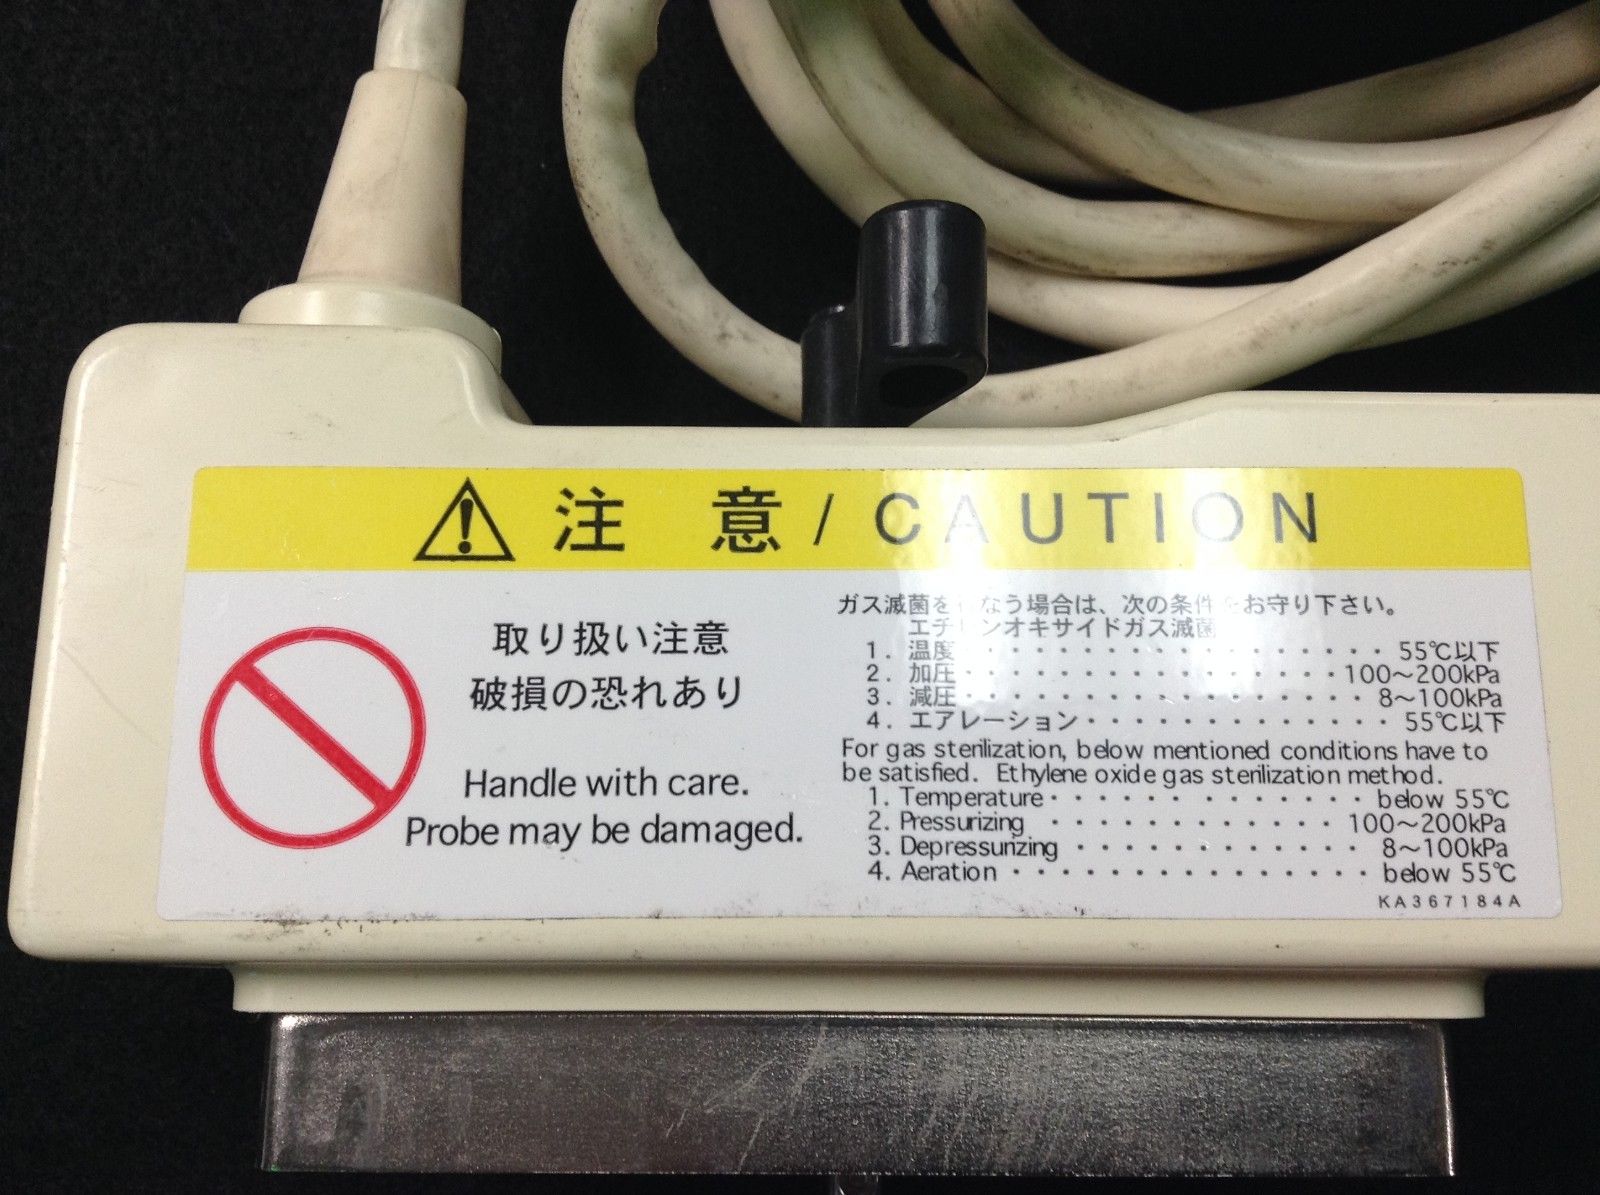 注 意 / CAUTION
取り扱い注意
破損の恐れあり
Handle with care.
Probe may be damaged.
ガス滅菌を行なう場合は、次の条件をお守り下さい。
エチレンオキサイドガス滅菌
1. 温度・・・・・・・・・・・・・・・・・・55℃以下
2. 加圧・・・・・・・・・・・・・・・・100〜200kPa
3. 減圧・・・・・・・・・・・・・・・・・・8〜100kPa
4. エアレーション・・・・・・・・・・・・・55℃以下
For gas sterilization, below mentioned conditions have to
be satisfied. Ethylene oxide gas sterilization method.
1. Temperature・・・・・・・・・・・・・・below 55℃
2. Pressurizing ・・・・・・・・・・・・100〜200kPa
3. Depressurizing ・・・・・・・・・・・・8〜100kPa
4. Aeration ・・・・・・・・・・・・・・・below 55℃
KA367184A